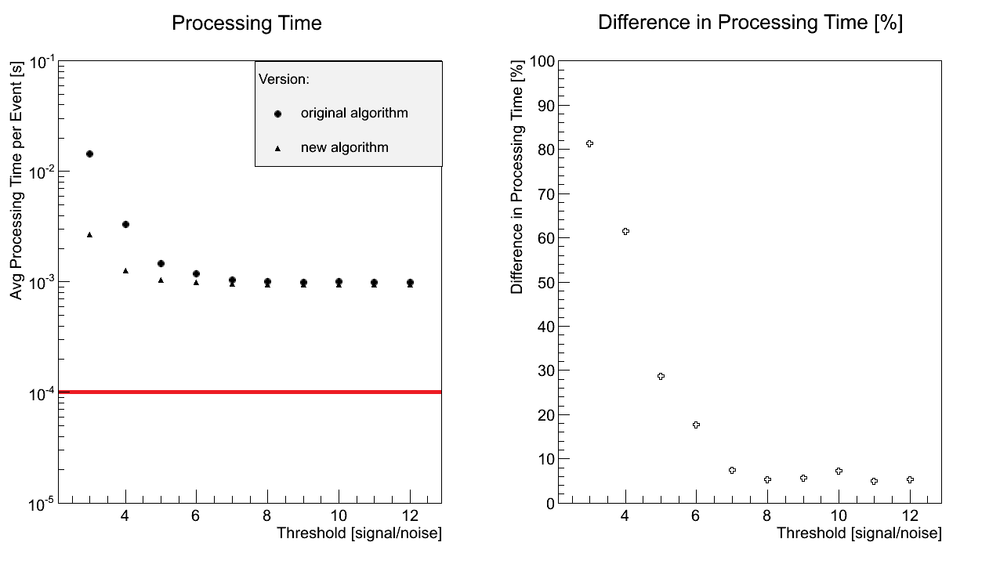 Processing Time
Avg Processing Time per Event [s]
10-1
10-2
10-3
10-4
10-5
Version:
original algorithm
new algorithm
4 6 8 10 12
Threshold [signal/noise]
Difference in Processing Time [%]
Difference in Processing Time [%]
100
90
80
70
60
50
40
30
20
10
0
4 6 8 10 12
Threshold [signal/noise]